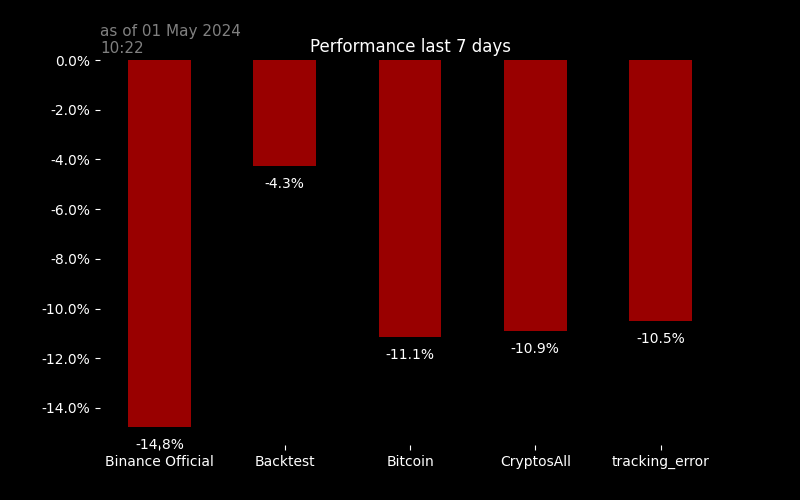 as of 01 May 2024
10:22
Performance last 7 days
0.0%
-2.0%
-4.0%
-6.0%
-8.0%
-10.0%
-12.0%
-14.0%
-14.8%
-4.3%
-11.1%
-10.9%
-10.5%
Binance Official
Backtest
Bitcoin
CryptosAll
tracking_error